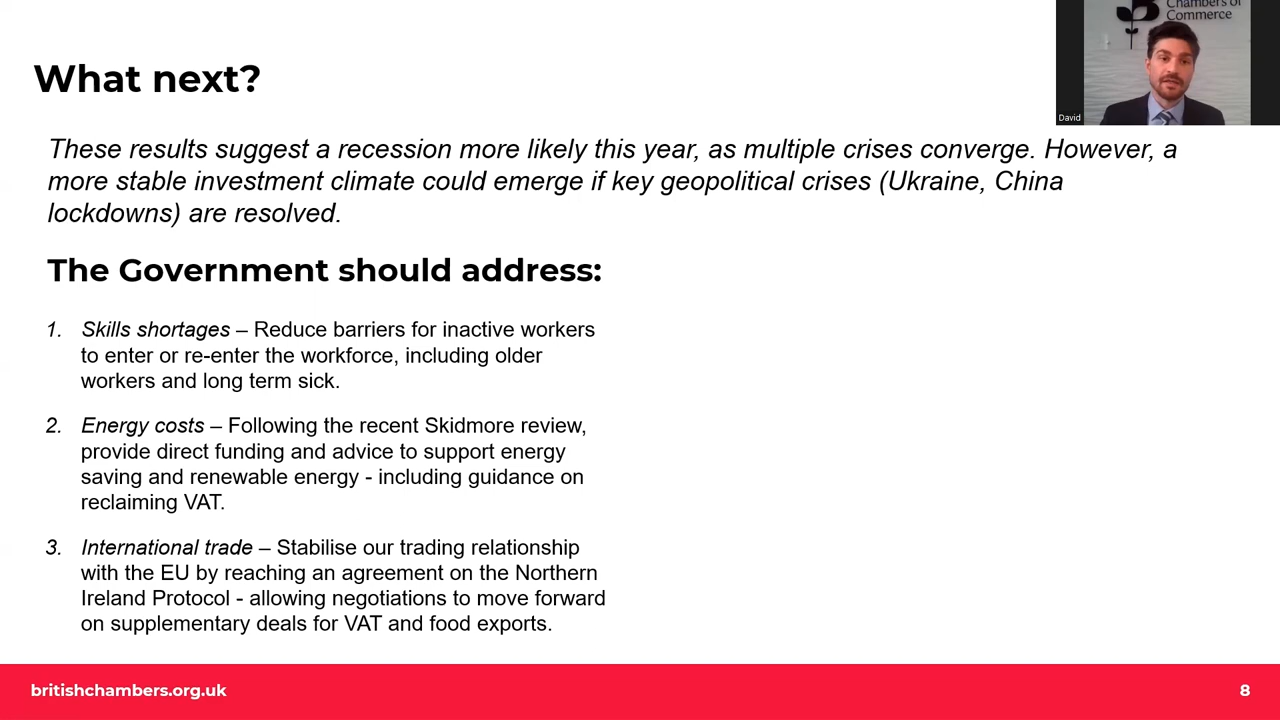 Chambers of
Commerce
David
What next?
These results suggest a recession more likely this year, as multiple crises converge. However, a
more stable investment climate could emerge if key geopolitical crises (Ukraine, China
lockdowns) are resolved.
The Government should address:
1. Skills shortages – Reduce barriers for inactive workers
to enter or re-enter the workforce, including older
workers and long term sick.
2. Energy costs – Following the recent Skidmore review,
provide direct funding and advice to support energy
saving and renewable energy - including guidance on
reclaiming VAT.
3. International trade – Stabilise our trading relationship
with the EU by reaching an agreement on the Northern
Ireland Protocol - allowing negotiations to move forward
on supplementary deals for VAT and food exports.
britishchambers.org.uk
8